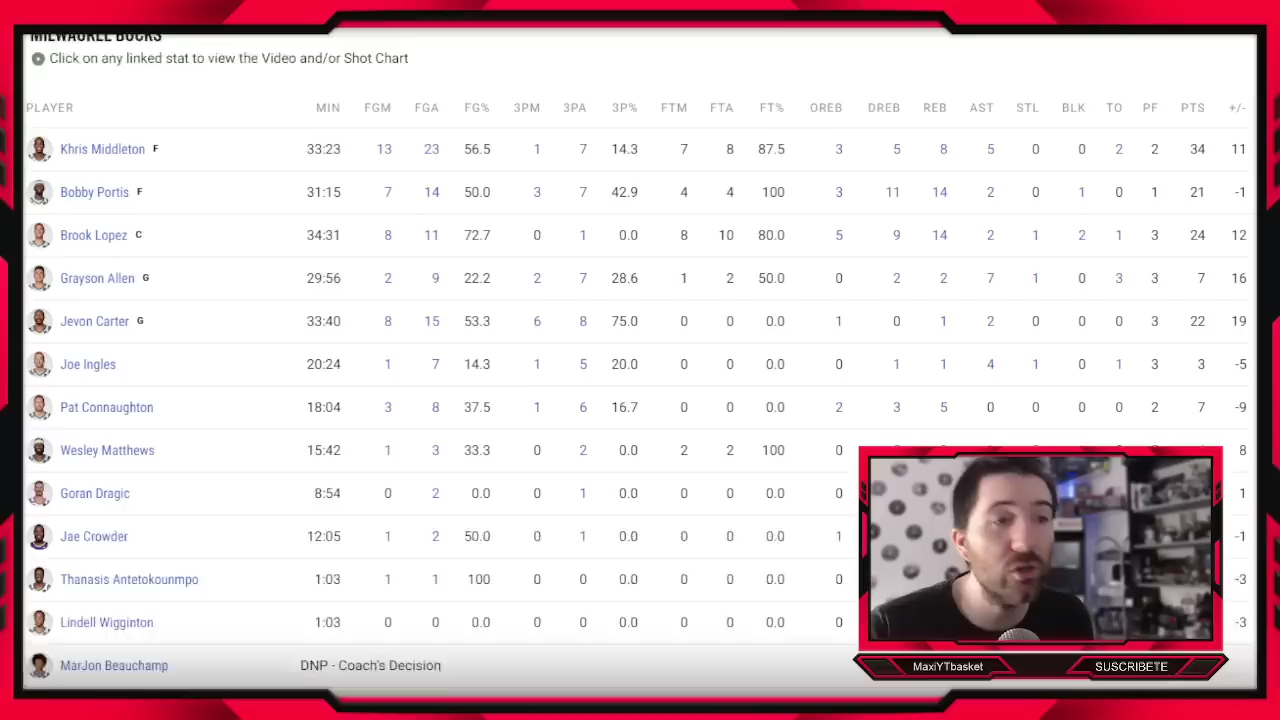 MILWAUKEE BUCKS
Click on any linked stat to view the Video and/or Shot Chart
PLAYER MIN FGM FGA FG% 3PM 3PA 3P% FTM FTA FT% OREB DREB REB AST STL BLK TO PF PTS +/-
Khris Middleton F 33:23 13 23 56.5 1 7 14.3 7 8 87.5 3 5 8 5 0 0 2 2 34 11
Bobby Portis F 31:15 7 14 50.0 3 7 42.9 4 4 100 3 11 14 2 0 1 0 1 21 -1
Brook Lopez C 34:31 8 11 72.7 0 1 0.0 8 10 80.0 5 9 14 2 1 2 1 3 24 12
Grayson Allen G 29:56 2 9 22.2 2 7 28.6 1 2 50.0 0 2 2 7 1 0 3 3 7 16
Jevon Carter G 33:40 8 15 53.3 6 8 75.0 0 0 0.0 1 0 1 2 0 0 0 3 22 19
Joe Ingles 20:24 1 7 14.3 1 5 20.0 0 0 0.0 0 1 1 4 1 0 1 3 3 -5
Pat Connaughton 18:04 3 8 37.5 1 6 16.7 0 0 0.0 2 3 5 0 0 0 0 2 7 -9
Wesley Matthews 15:42 1 3 33.3 0 2 0.0 2 2 100 0 8
Goran Dragic 8:54 0 2 0.0 0 1 0.0 0 0 0.0 0 1
Jae Crowder 12:05 1 2 50.0 0 1 0.0 0 0 0.0 1 -1
Thanasis Antetokounmpo 1:03 1 1 100 0 0 0.0 0 0 0.0 0 -3
Lindell Wigginton 1:03 0 0 0.0 0 0 0.0 0 0 0.0 0 -3
MarJon Beauchamp DNP - Coach's Decision
MaxiYTbasket SUSCRIBETE